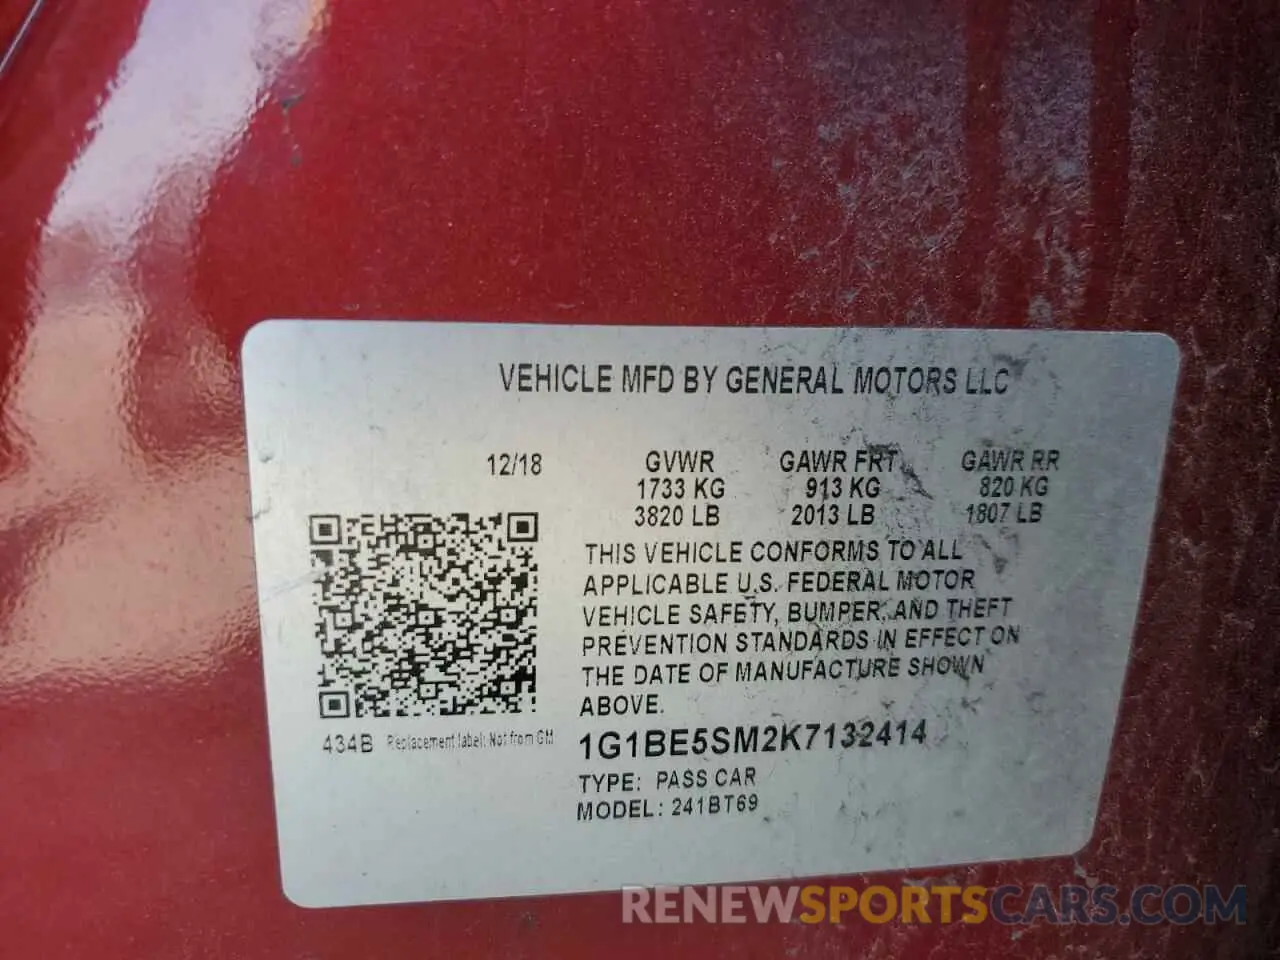 VEHICLE MFD BY GENERAL MOTORS LLC
12/18 GVWR GAWR FRT GAWR RR
1733 KG 913 KG 820 KG
3820 LB 2013 LB 1807 LB
THIS VEHICLE CONFORMS TO ALL
APPLICABLE U.S. FEDERAL MOTOR
VEHICLE SAFETY, BUMPER, AND THEFT
PREVENTION STANDARDS IN EFFECT ON
THE DATE OF MANUFACTURE SHOWN
ABOVE.
434B Replacement label: Not from GM
1G1BE5SM2K7132414
TYPE: PASS CAR
MODEL: 241BT69
RENEWSPORTSCARS.COM